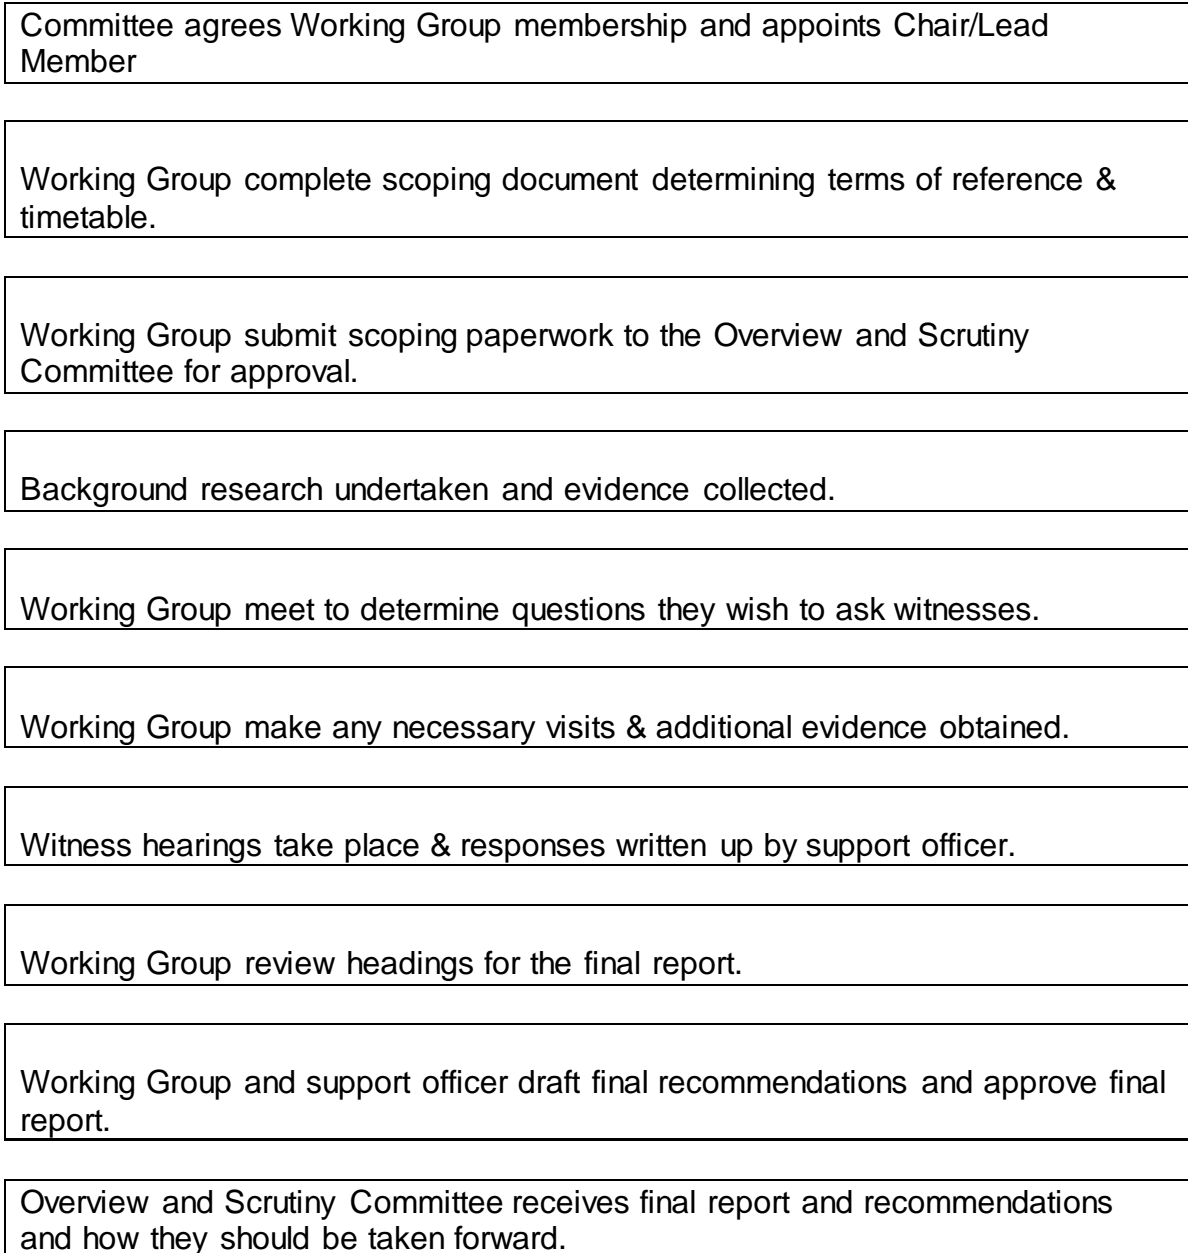 Committee agrees Working Group membership and appoints Chair/Lead
Member
Working Group complete scoping document determining terms of reference &
timetable.
Working Group submit scoping paperwork to the Overview and Scrutiny
Committee for approval.
Background research undertaken and evidence collected.
Working Group meet to determine questions they wish to ask witnesses.
Working Group make any necessary visits & additional evidence obtained.
Witness hearings take place & responses written up by support officer.
Working Group review headings for the final report.
Working Group and support officer draft final recommendations and approve final
report.
Overview and Scrutiny Committee receives final report and recommendations
and how they should be taken forward.